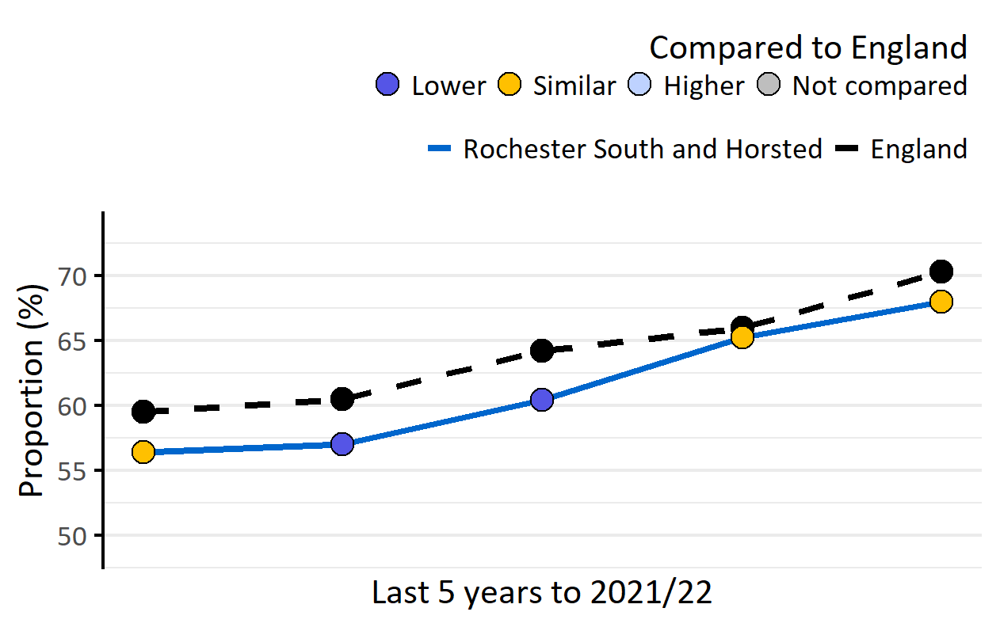 Compared to England
Lower Similar Higher Not compared
Rochester South and Horsted England
Proportion (%)
70
65
60
55
50
Last 5 years to 2021/22